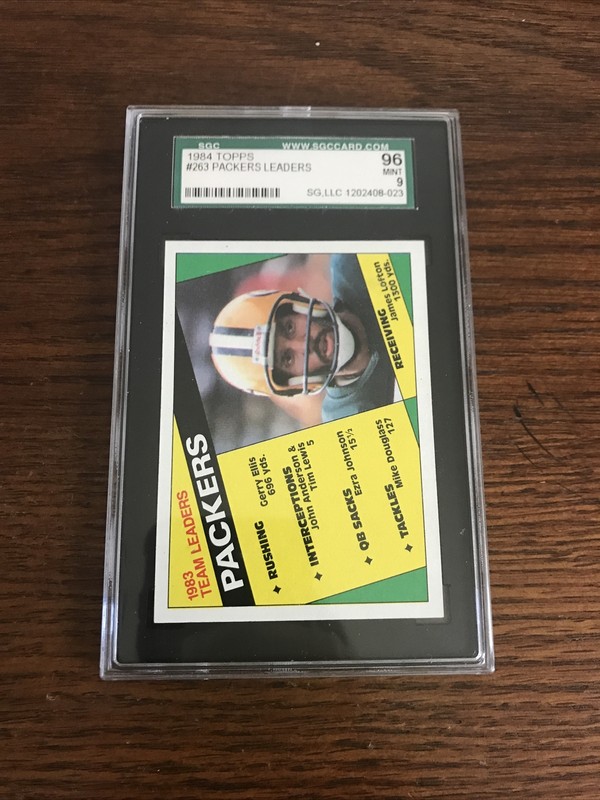 SGC WWW.SGCCARD.COM
1984 TOPPS 96
#263 PACKERS LEADERS MINT
9
SG,LLC 1202408-023
1983
TEAM LEADERS
PACKERS
RUSHING
Gerry Ellis
696 yds.
INTERCEPTIONS
John Anderson &
Tim Lewis
5
QB SACKS
Ezra Johnson
15½
TACKLES
Mike Douglass
127
RECEIVING
James Lofton
1300 yds.